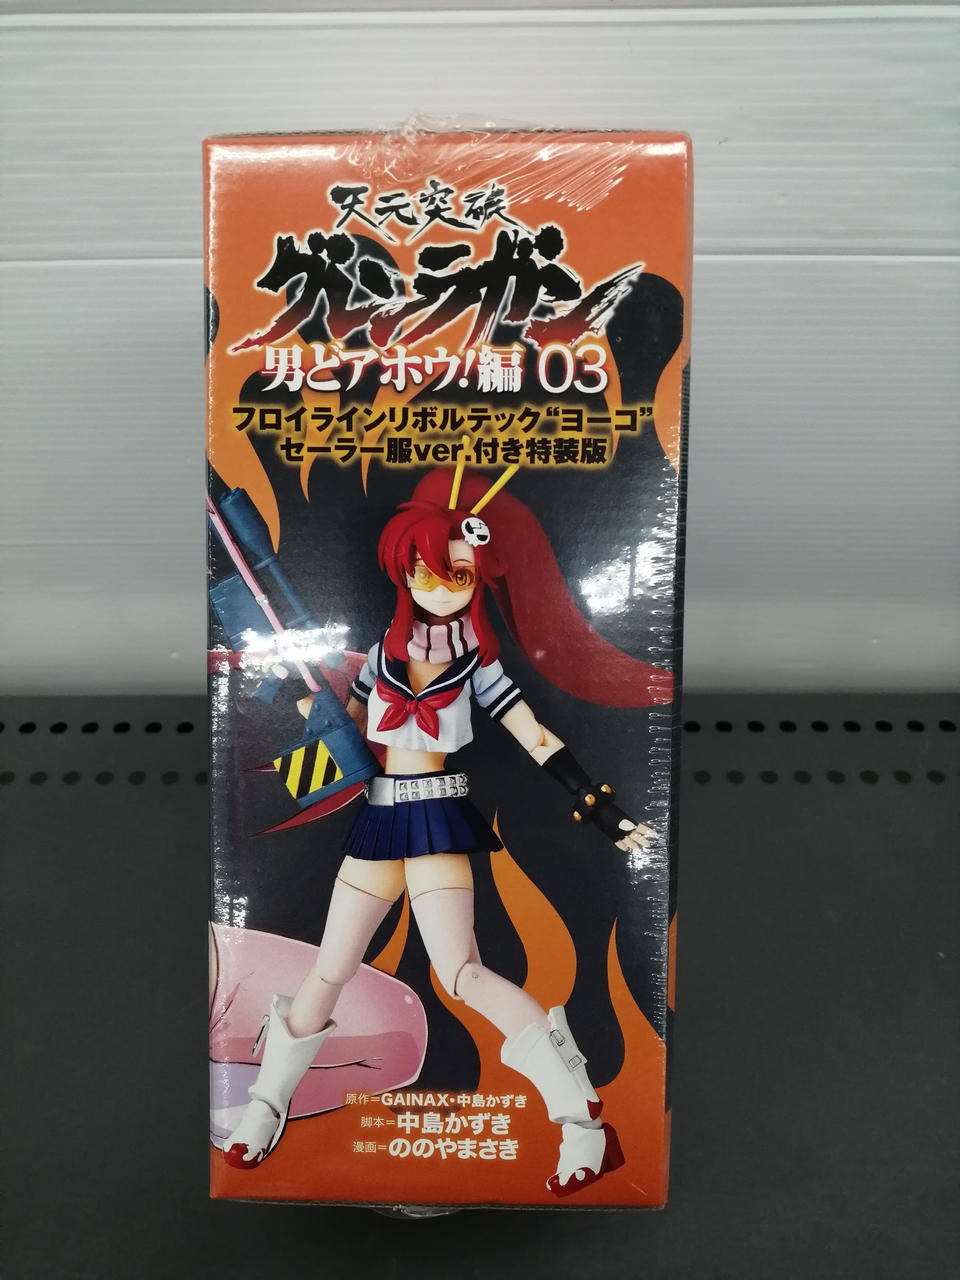 天元突破
グレンラガン
男どアホウ!編 03
フロイラインリボルテック“ヨーコ”
セーラー服ver.付き特装版
原作=GAINAX・中島かずき
脚本=中島かずき
漫画=ののやまさき